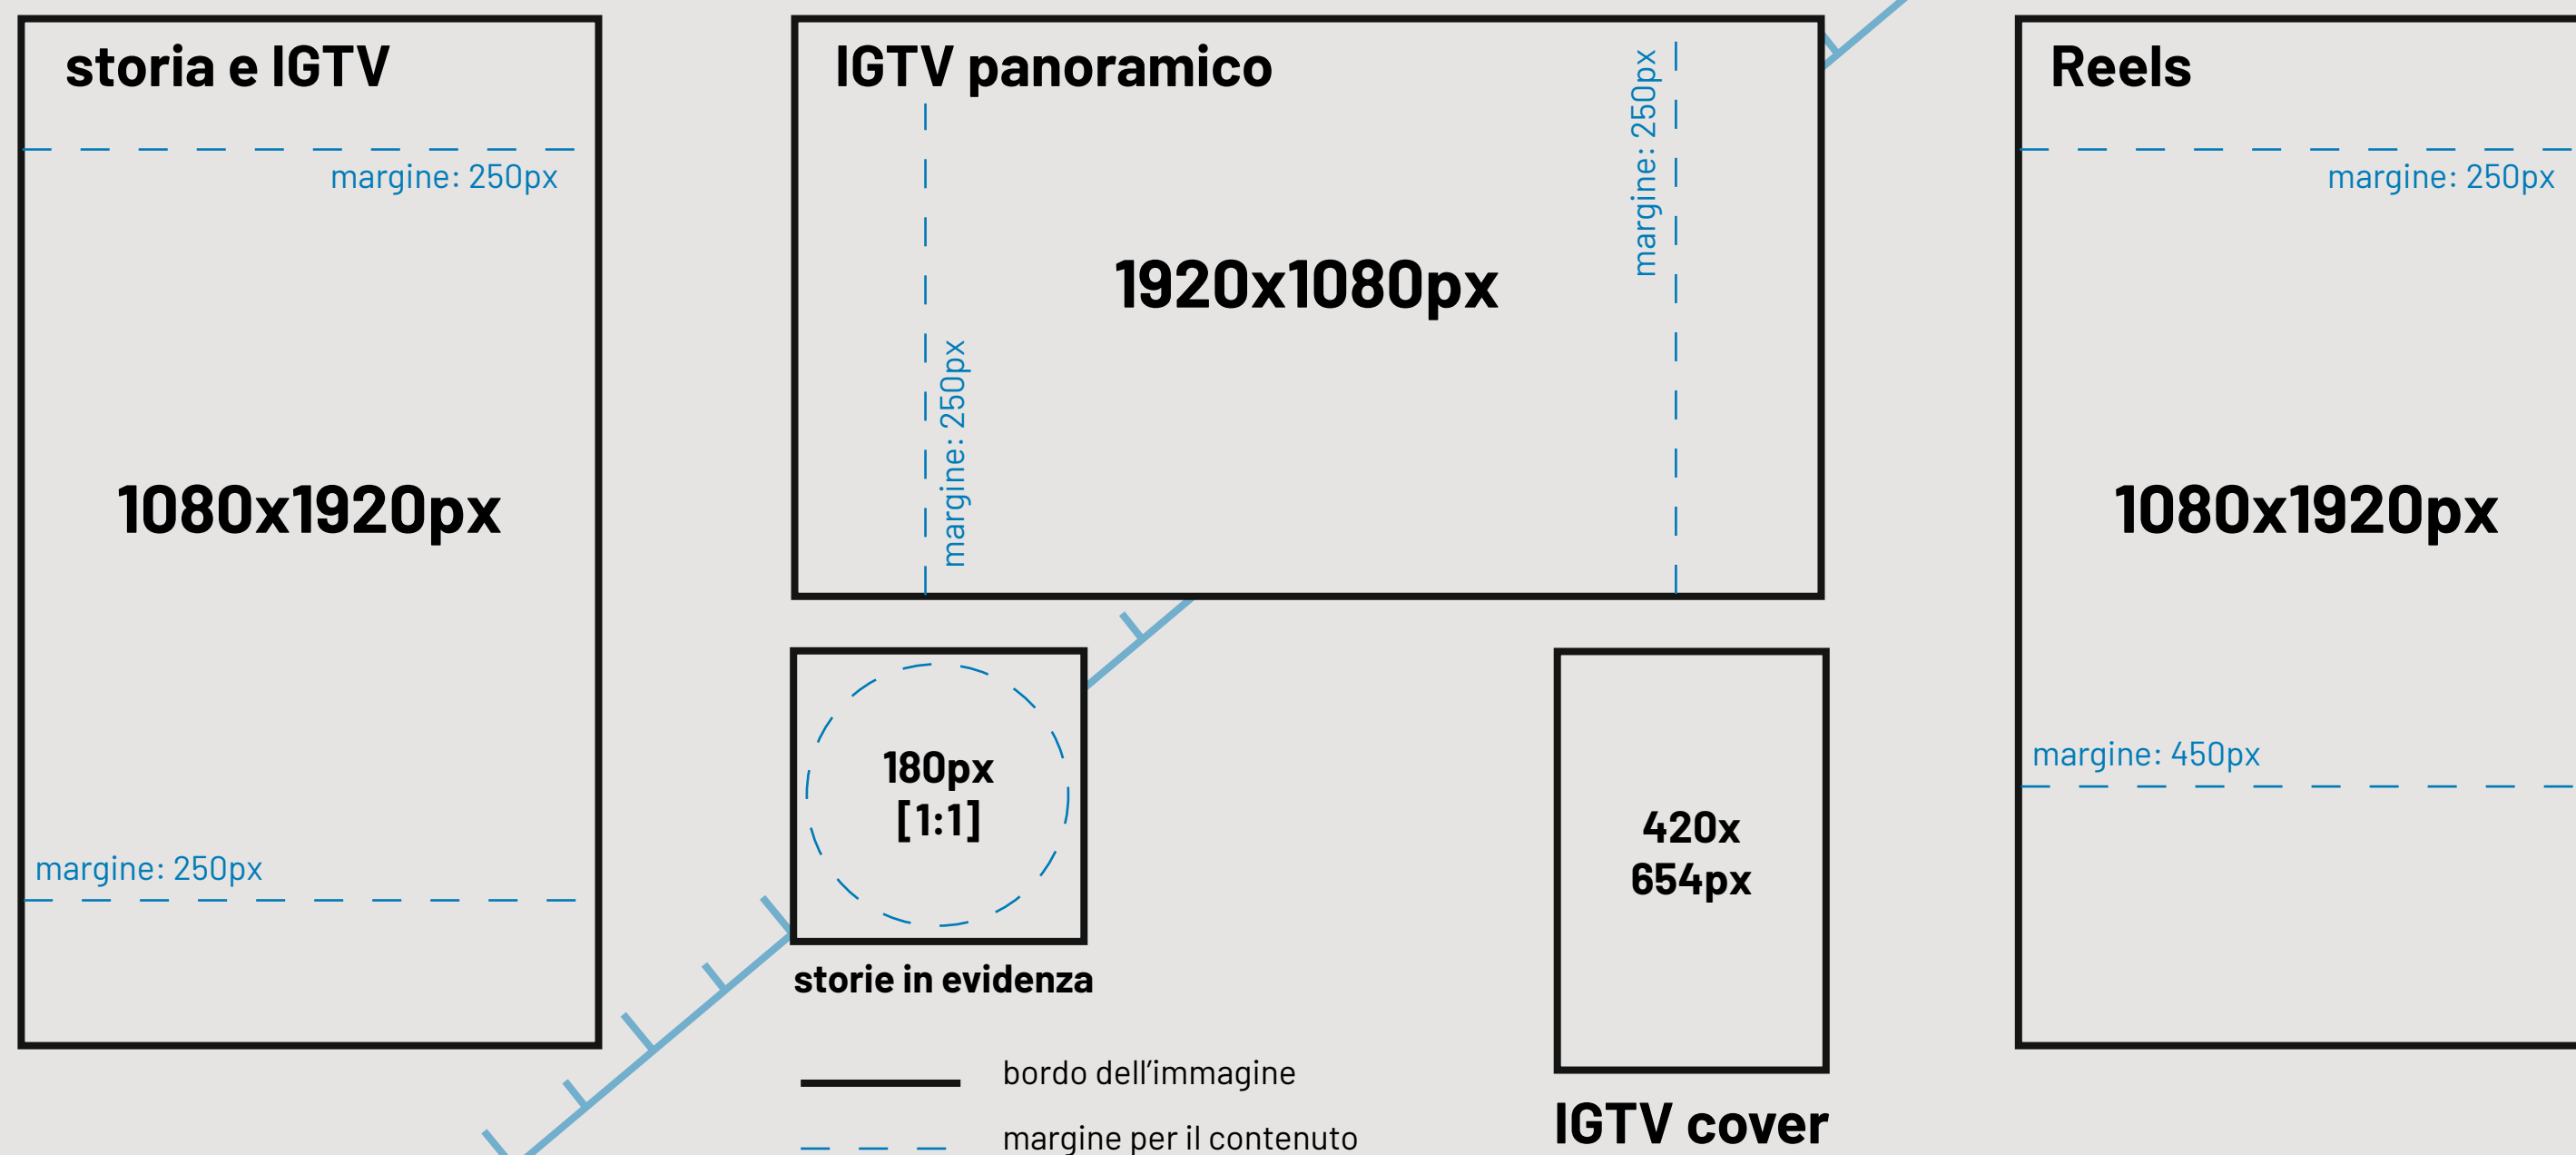 storia e IGTV
margine: 250px
1080x1920px
margine: 250px
IGTV panoramico
margine: 250px
1920x1080px
margine: 250px
180px
[1:1]
storie in evidenza
420x
654px
IGTV cover
bordo dell'immagine
margine per il contenuto
Reels
margine: 250px
1080x1920px
margine: 450px